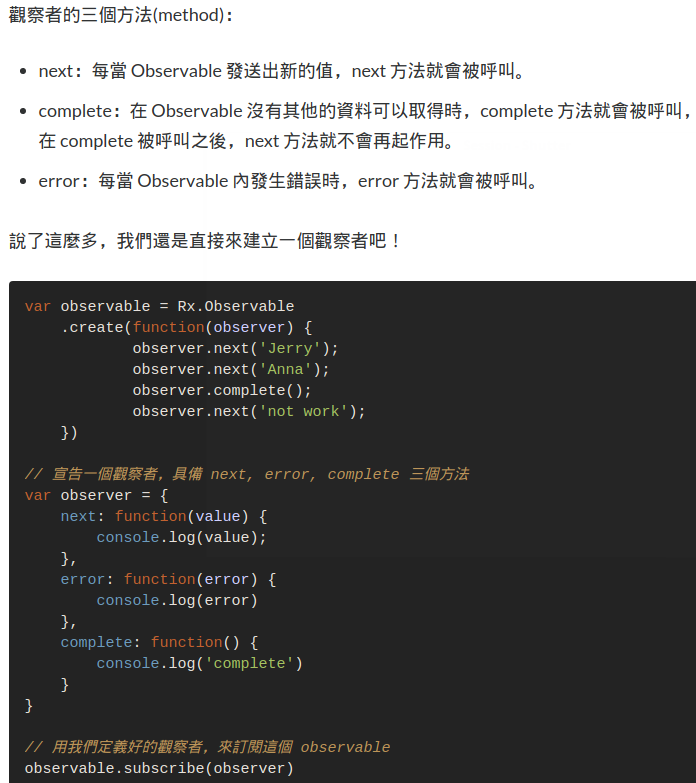 觀察者的三個方法(method)：
• next：每當 Observable 發送出新的值，next 方法就會被呼叫。
• complete：在 Observable 沒有其他的資料可以取得時，complete 方法就會被呼叫，
在 complete 被呼叫之後，next 方法就不會再起作用。
• error：每當 Observable 內發生錯誤時，error 方法就會被呼叫。
說了這麼多，我們還是直接來建立一個觀察者吧！
var observable = Rx.Observable
    .create(function(observer) {
            observer.next('Jerry');
            observer.next('Anna');
            observer.complete();
            observer.next('not work');
    })
// 宣告一個觀察者，具備 next, error, complete 三個方法
var observer = {
    next: function(value) {
        console.log(value);
    },
    error: function(error) {
        console.log(error)
    },
    complete: function() {
        console.log('complete')
    }
}
// 用我們定義好的觀察者，來訂閱這個 observable
observable.subscribe(observer)